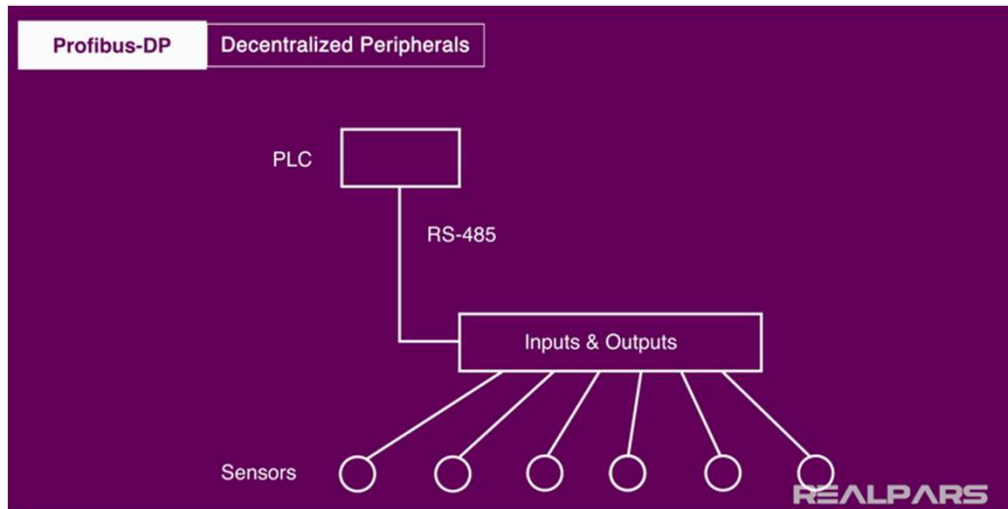 Profibus-DP Decentralized Peripherals
PLC
RS-485
Inputs & Outputs
Sensors
REALPARS